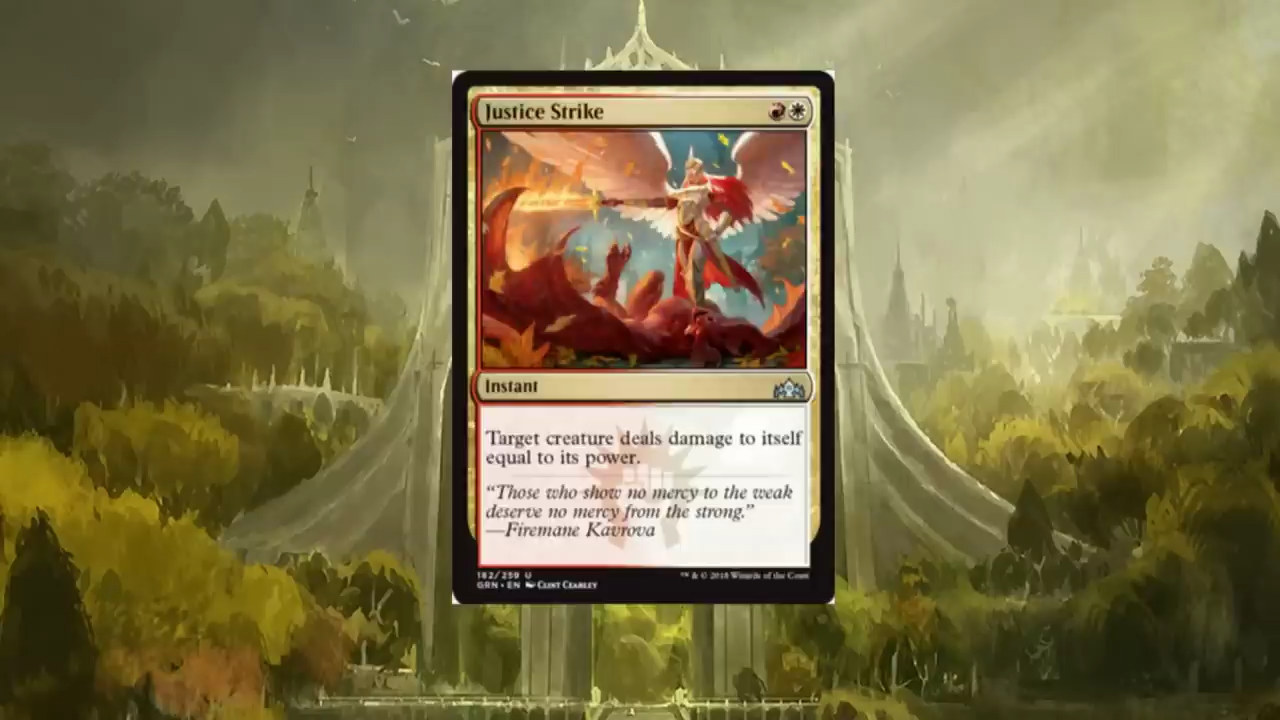 Justice Strike
Instant
Target creature deals damage to itself
equal to its power.
“Those who show no mercy to the weak
deserve no mercy from the strong.”
—Firemane Kavrova
182/259 U
GRN • EN Clint Cearley
™ & © 2018 Wizards of the Coast